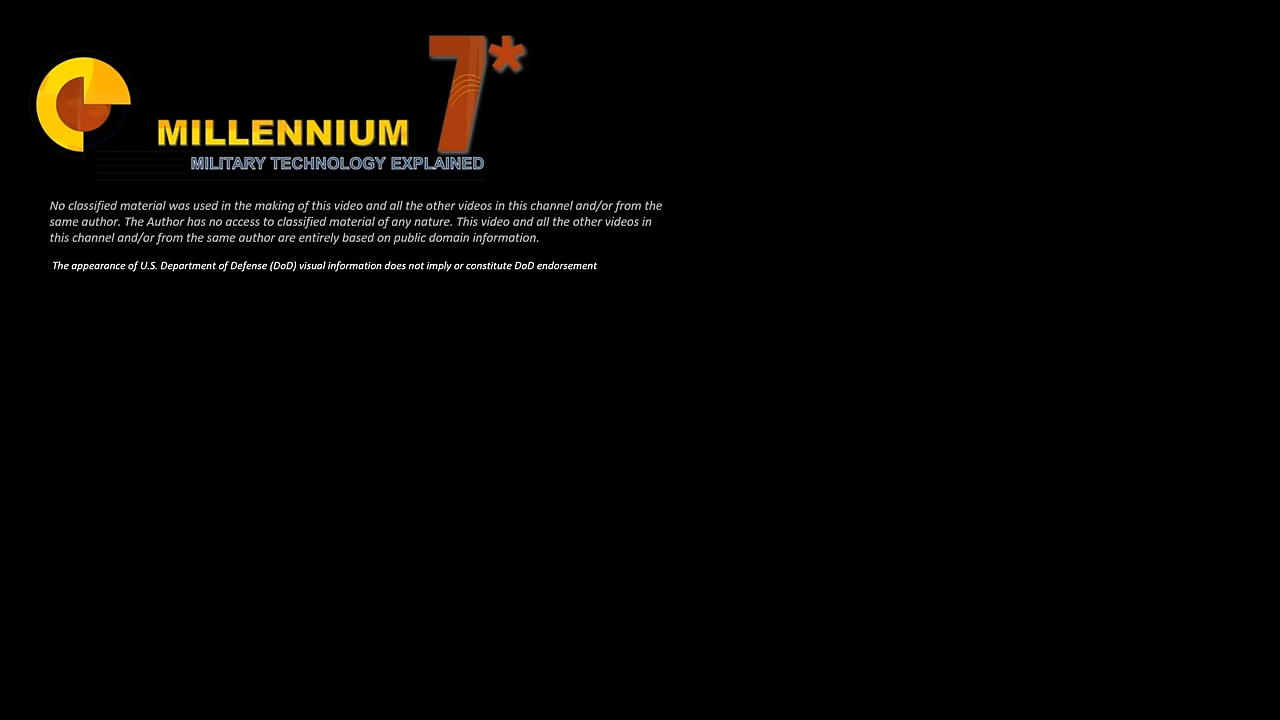 7*
MILLENNIUM
MILITARY TECHNOLOGY EXPLAINED
No classified material was used in the making of this video and all the other videos in this channel and/or from the
same author. The Author has no access to classified material of any nature. This video and all the other videos in
this channel and/or from the same author are entirely based on public domain information.
The appearance of U.S. Department of Defense (DoD) visual information does not imply or constitute DoD endorsement